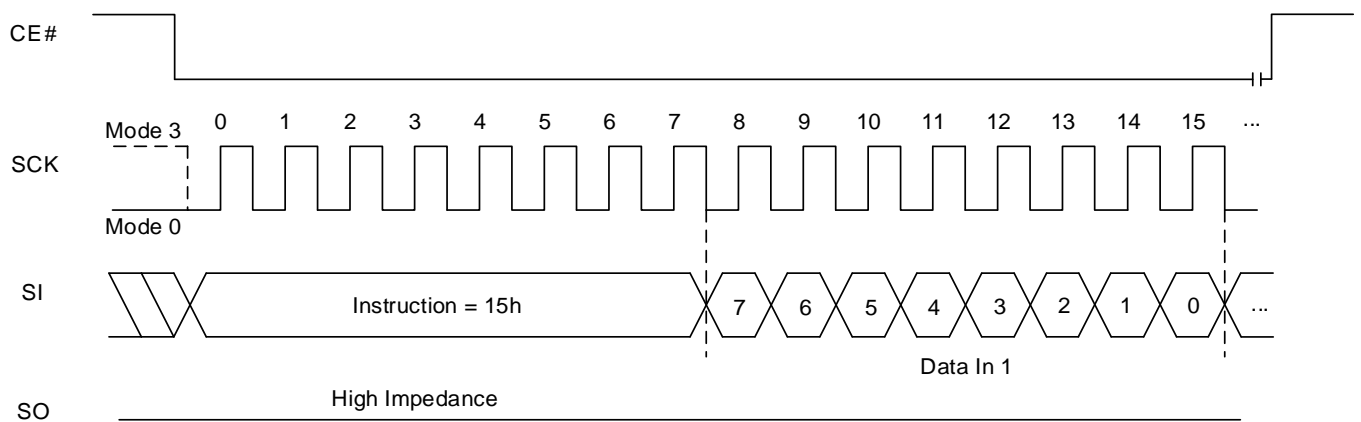 CE#
Mode 3 0 1 2 3 4 5 6 7 8 9 10 11 12 13 14 15 ...
SCK
Mode 0
SI Instruction = 15h 7 6 5 4 3 2 1 0 ...
Data In 1
High Impedance
SO